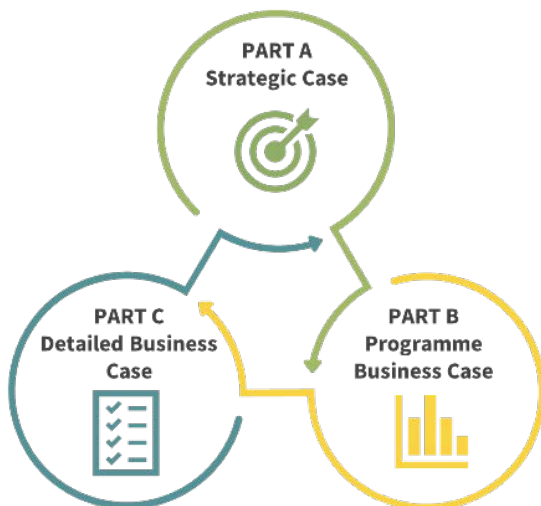 PART A
Strategic Case
PART C
Detailed Business
Case
PART B
Programme
Business Case